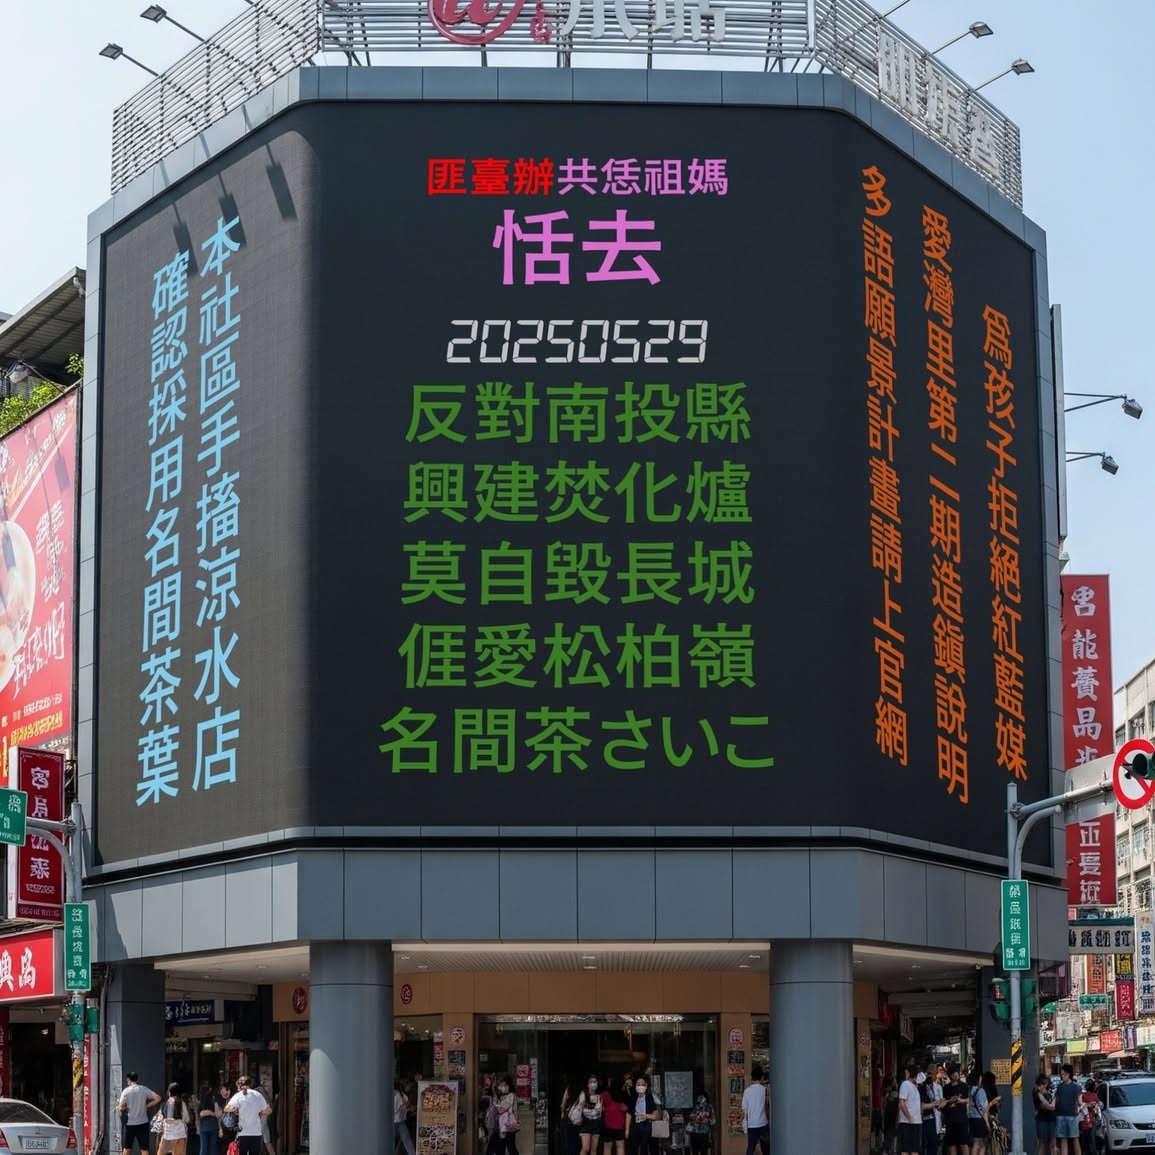 匪臺辦共恁祖媽
恬去
20250529
反對南投縣
興建焚化爐
莫自毀長城
𠊎愛松柏嶺
名間茶さいこ
本社區手搖涼水店
確認採用名間茶葉
為孩子拒絕紅藍媒
愛灣里第二期造鎮說明
多語願景計畫請上官網